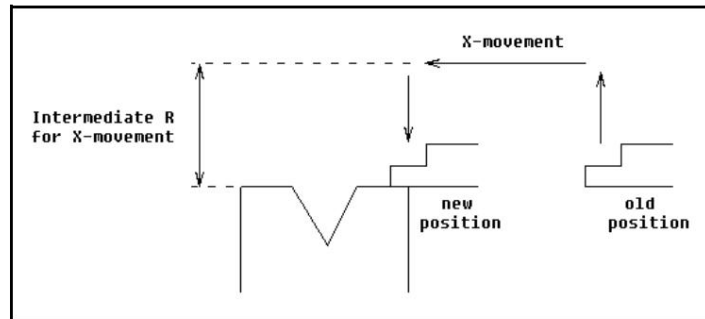 X-movement
Intermediate R
for X-movement
new
position
old
position